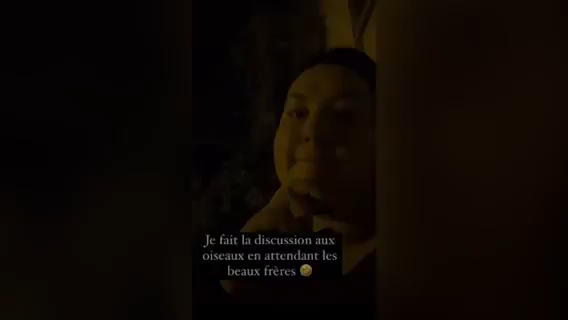 Je fait la discussion aux
oiseaux en attendant les
beaux frères 🤣